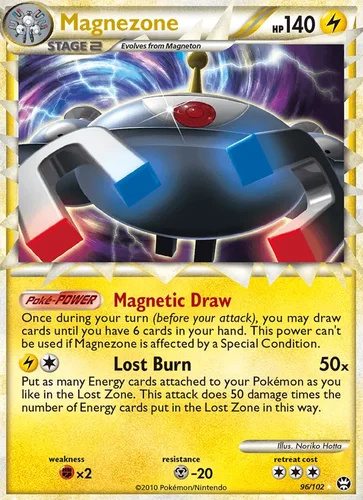 Magnezone
HP 140
STAGE 2
Evolves from Magneton
Poké-POWER Magnetic Draw
Once during your turn (before your attack), you may draw
cards until you have 6 cards in your hand. This power can't
be used if Magnezone is affected by a Special Condition.
Lost Burn 50x
Put as many Energy cards attached to your Pokémon as you
like in the Lost Zone. This attack does 50 damage times the
number of Energy cards put in the Lost Zone in this way.
Illus. Noriko Hotta
weakness resistance retreat cost
×2 -20
©2010 Pokémon/Nintendo 96/102